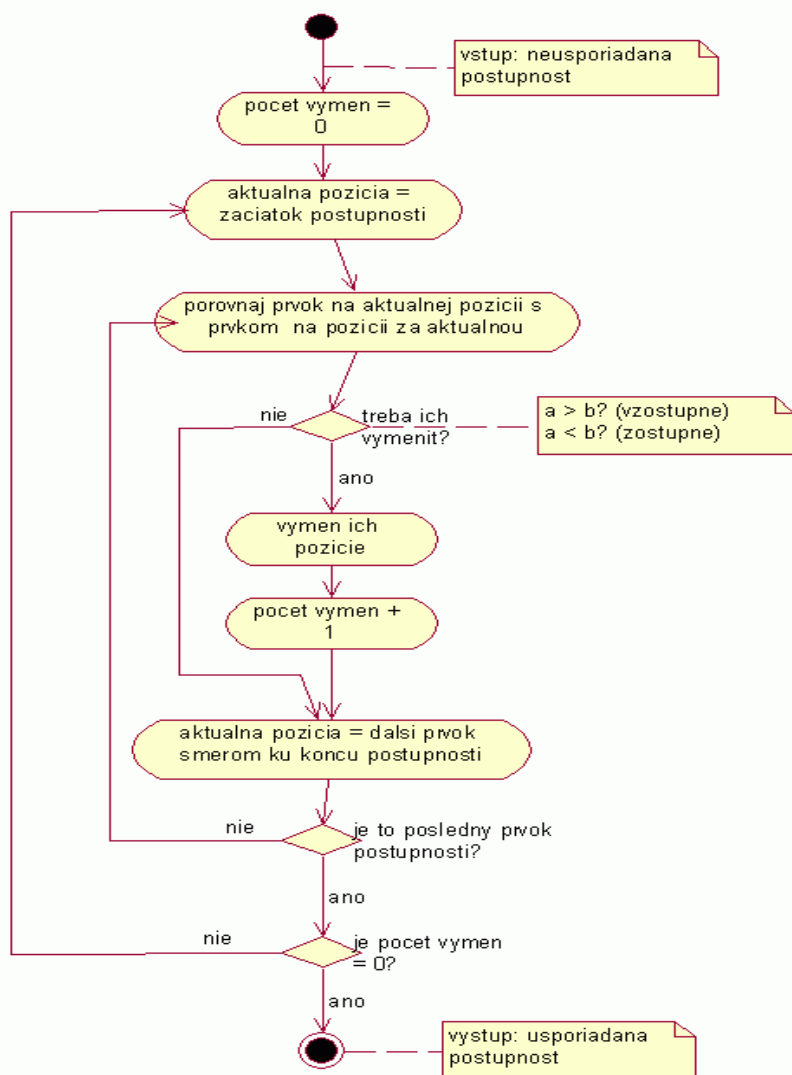 vstup: neusporiadana
postupnost
pocet vymen =
0
aktualna pozicia =
zaciatok postupnosti
porovnaj prvok na aktualnej pozicii s
prvkom na pozicii za aktualnou
nie
treba ich
vymenit?
a > b? (vzostupne)
a < b? (zostupne)
ano
vymen ich
pozicie
pocet vymen +
1
aktualna pozicia = dalsi prvok
smerom ku koncu postupnosti
nie
je to posledny prvok
postupnosti?
ano
nie
je pocet vymen
= 0?
ano
vystup: usporiadana
postupnost